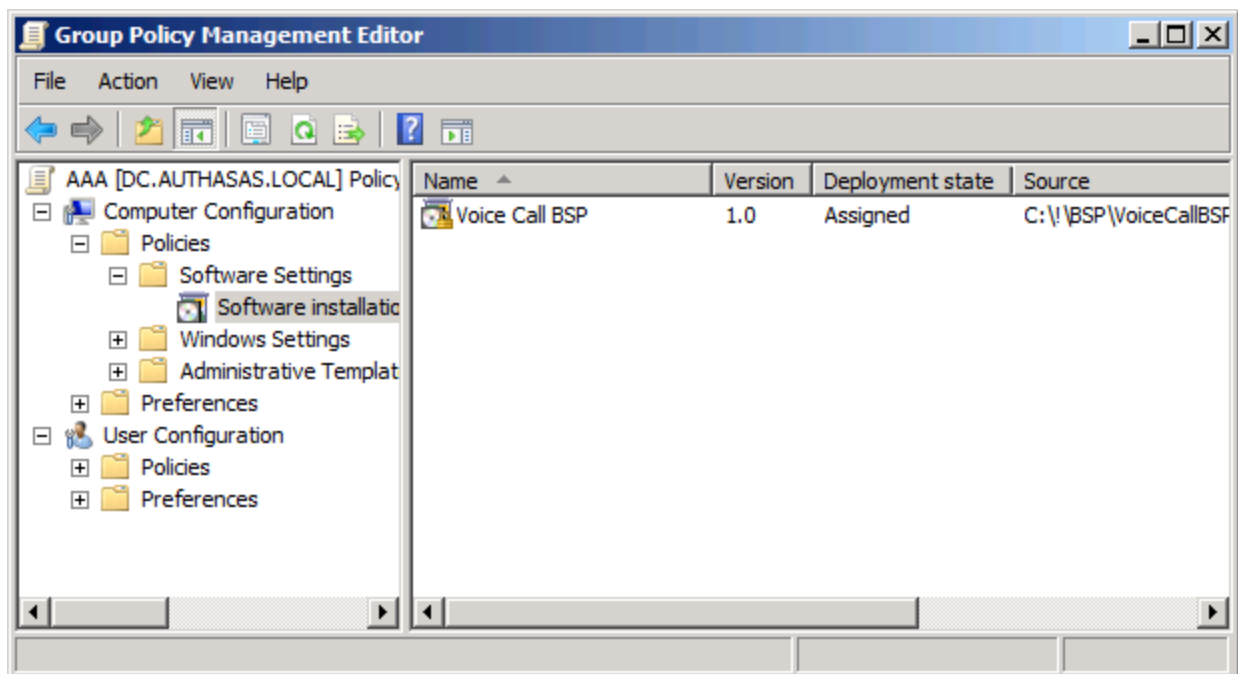 Group Policy Management Editor
File Action View Help
AAA [DC.AUTHASAS.LOCAL] Policy
Computer Configuration
Policies
Software Settings
Software installatio
Windows Settings
Administrative Templat
Preferences
User Configuration
Policies
Preferences
Name Version Deployment state Source
Voice Call BSP 1.0 Assigned C:\!\BSP\VoiceCallBSP